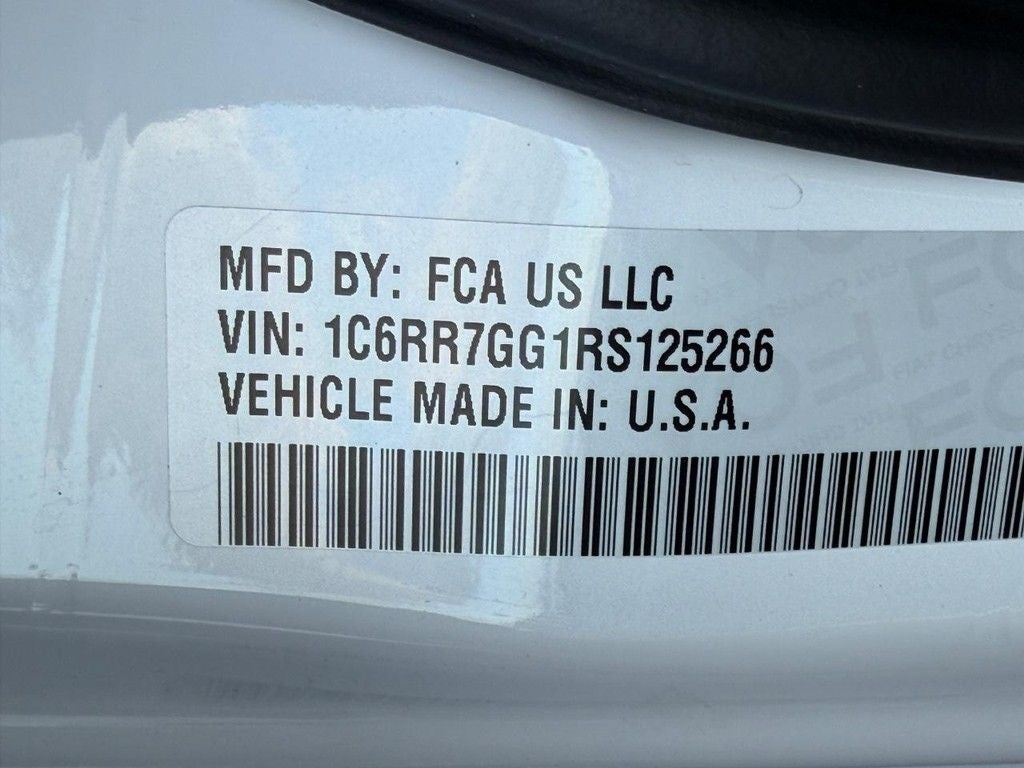 MFD BY: FCA US LLC
VIN: 1C6RR7GG1RS125266
VEHICLE MADE IN: U.S.A.